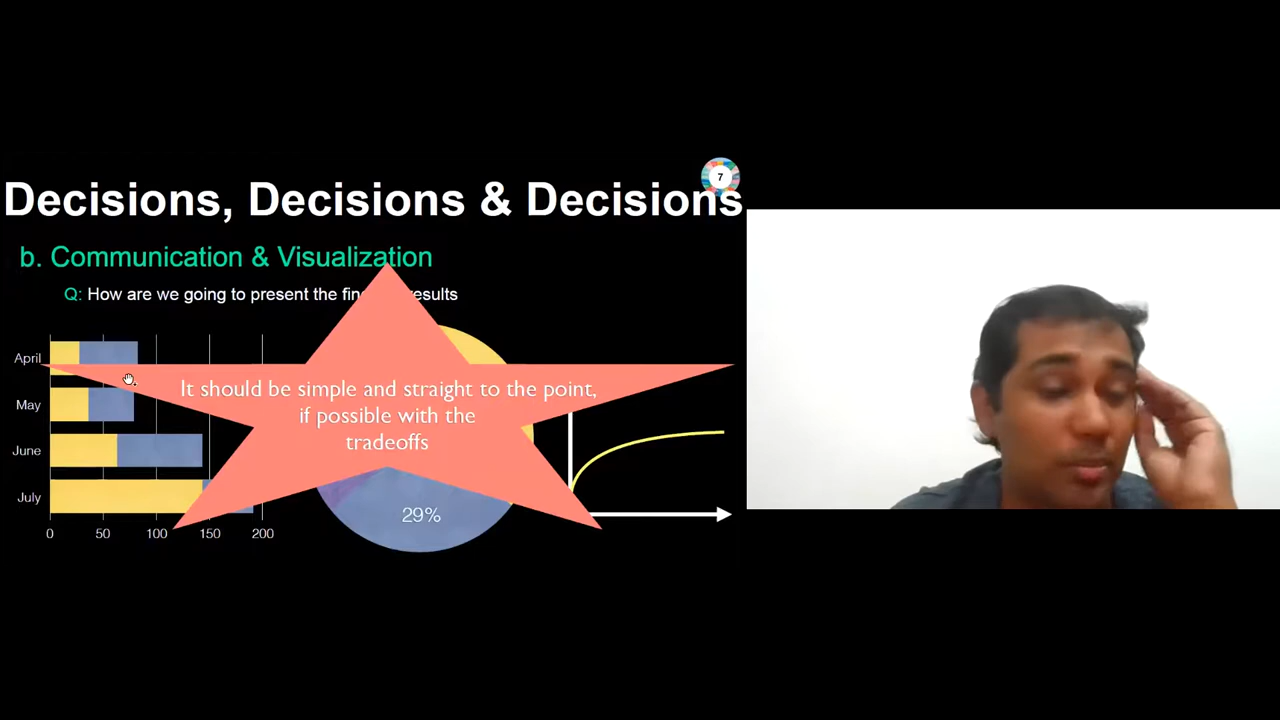 7
Decisions, Decisions & Decisions
b. Communication & Visualization
Q: How are we going to present the results
April
May
June
July
0 50 100 150 200
It should be simple and straight to the point,
if possible with the
tradeoffs
29%